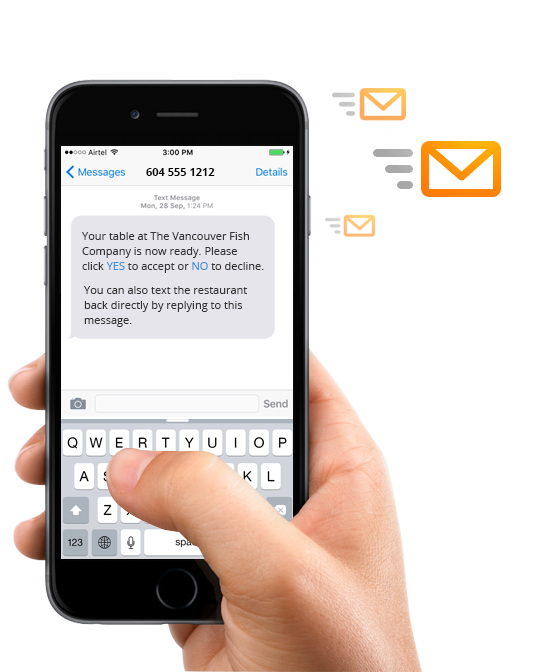 Airtel 3:00 PM
Messages 604 555 1212 Details
Text Message
Mon, 28 Sep, 1:24 PM
Your table at The Vancouver Fish
Company is now ready. Please
click YES to accept or NO to decline.
You can also text the restaurant
back directly by replying to this
message.
Send
Q W E R T Y U I O P
A S K L
Z
123